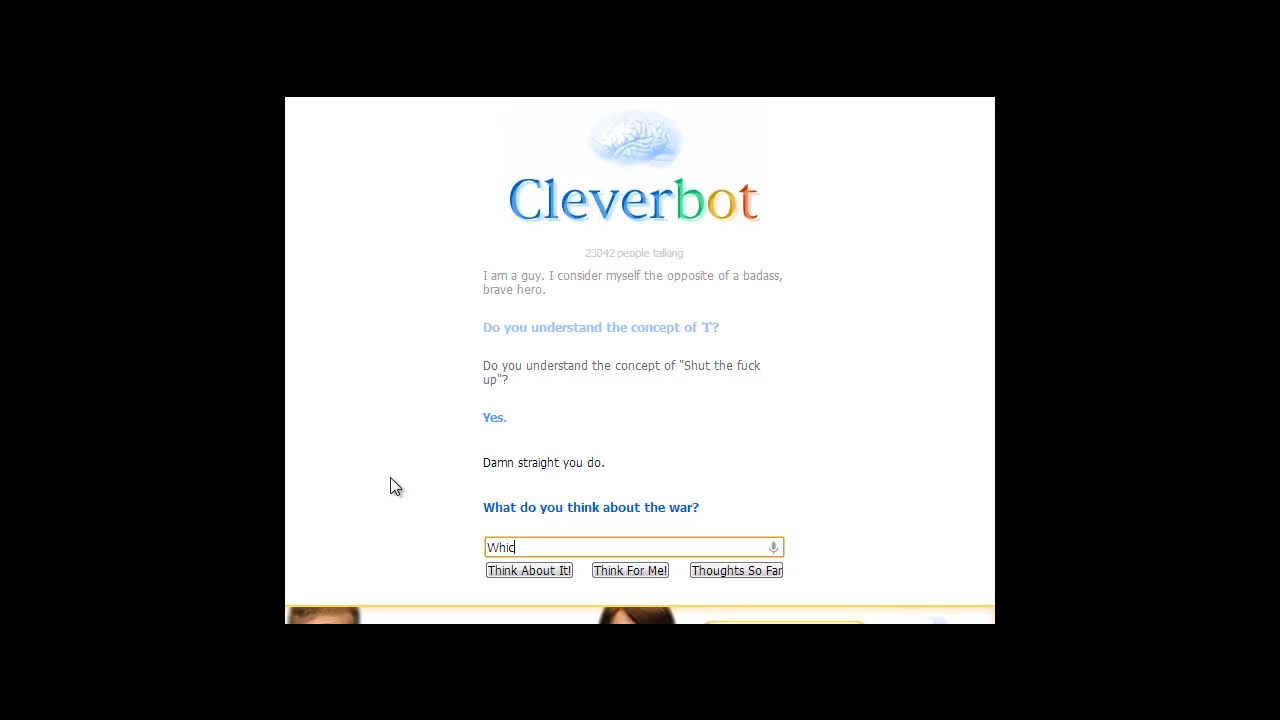 Cleverbot
23042 people talking
I am a guy. I consider myself the opposite of a badass,
brave hero.
Do you understand the concept of 'I'?
Do you understand the concept of "Shut the fuck
up"?
Yes.
Damn straight you do.
What do you think about the war?
Whic
Think About It! Think For Me! Thoughts So Far